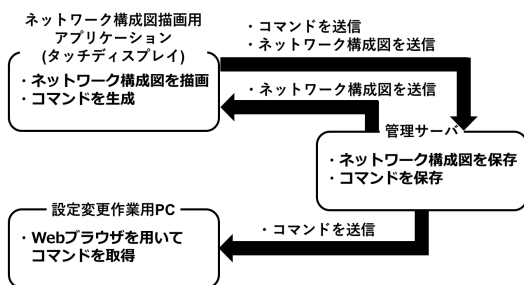 ネットワーク構成図描画用
アプリケーション
(タッチディスプレイ)
・ネットワーク構成図を描画
・コマンドを生成
・コマンドを送信
・ネットワーク構成図を送信
・ネットワーク構成図を送信
管理サーバ
・ネットワーク構成図を保存
・コマンドを保存
設定変更作業用PC
・Webブラウザを用いて
コマンドを取得
・コマンドを送信